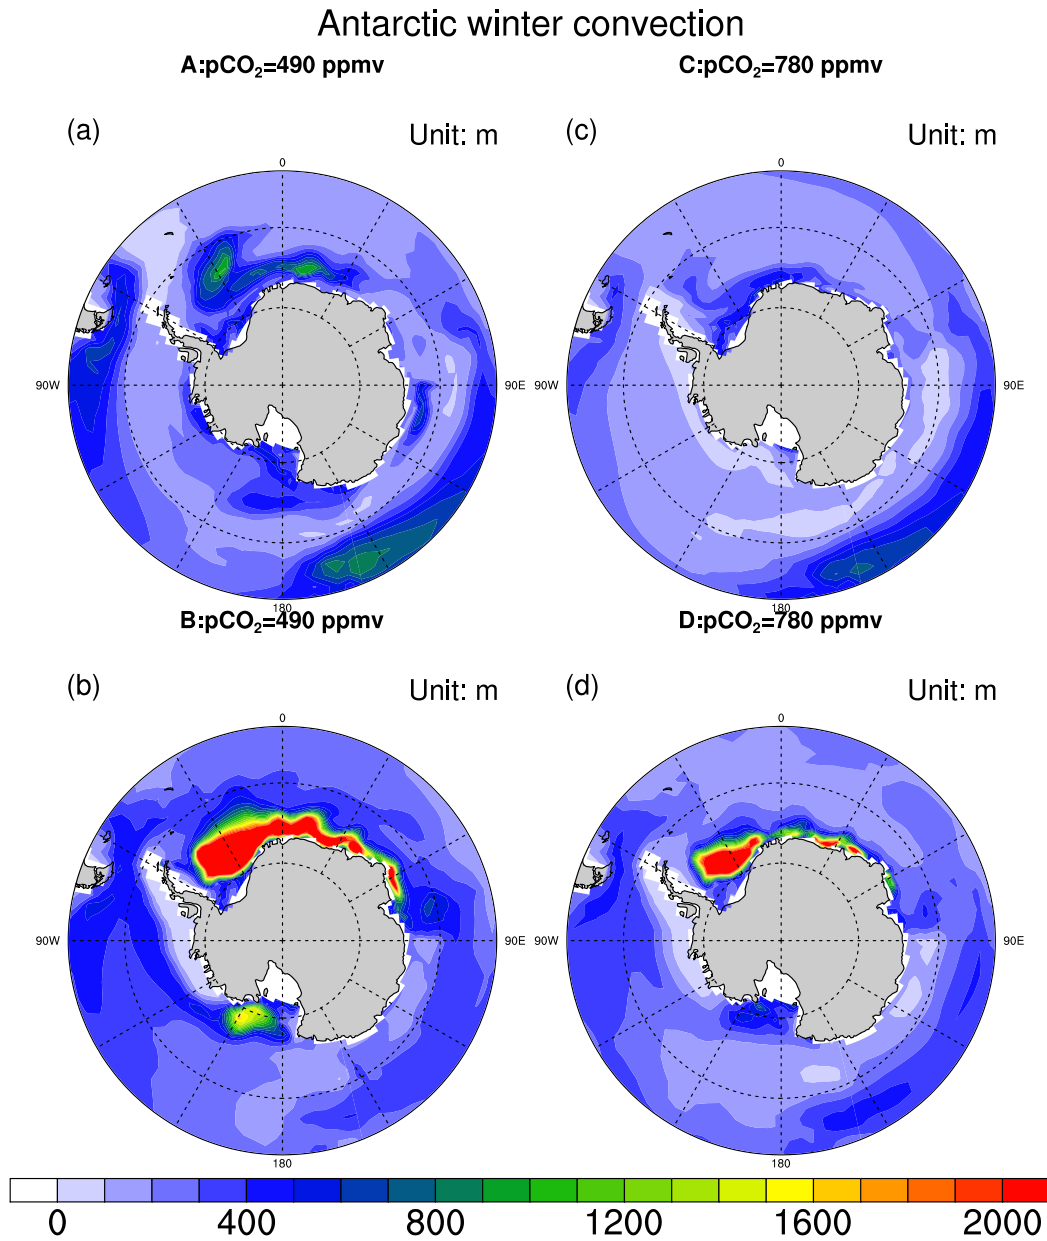 Antarctic winter convection
A:pCO₂=490 ppmv
C:pCO₂=780 ppmv
(a)
Unit: m
(c)
Unit: m
0
0
90W
90E
90W
90E
180
180
B:pCO₂=490 ppmv
D:pCO₂=780 ppmv
(b)
Unit: m
(d)
Unit: m
0
0
90W
90E
90W
90E
180
180
0 400 800 1200 1600 2000